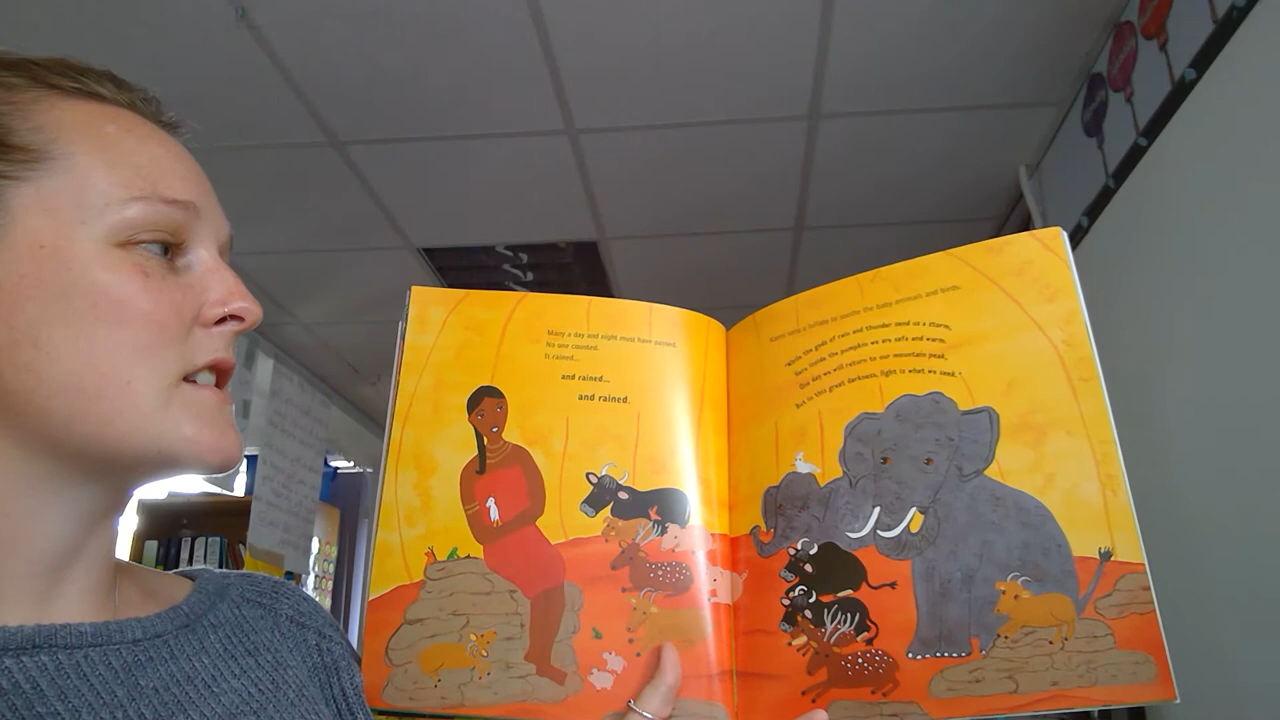 Many a day and night must have passed.
No one counted.
It rained...
and rained...
and rained.
Kami sang a lullaby to soothe the baby animals and birds.
"While the gods of rain and thunder send us a storm,
Here inside the pumpkin we are safe and warm.
One day we will return to our mountain peak,
But in this great darkness, light is what we seek."